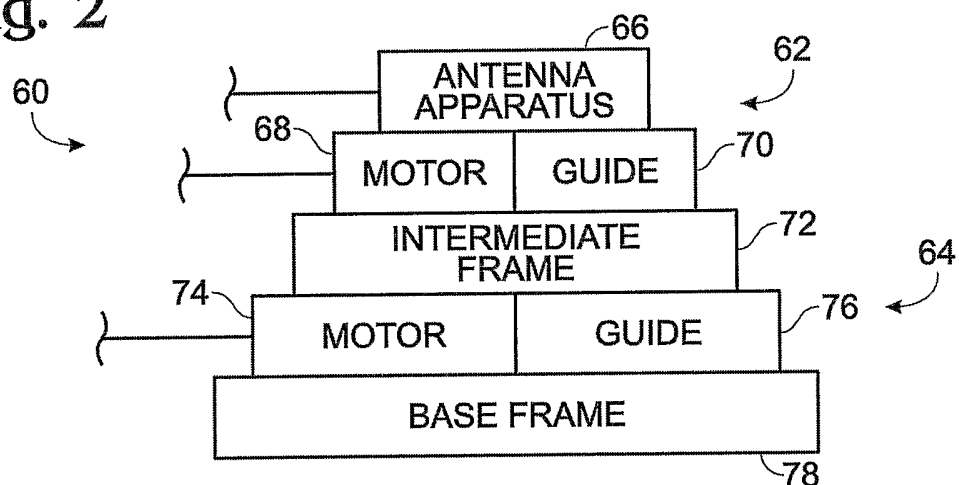 g. 2
66
ANTENNA
APPARATUS
62
60
68
MOTOR
GUIDE
70
INTERMEDIATE
FRAME
72
64
74
MOTOR
GUIDE
76
BASE FRAME
78